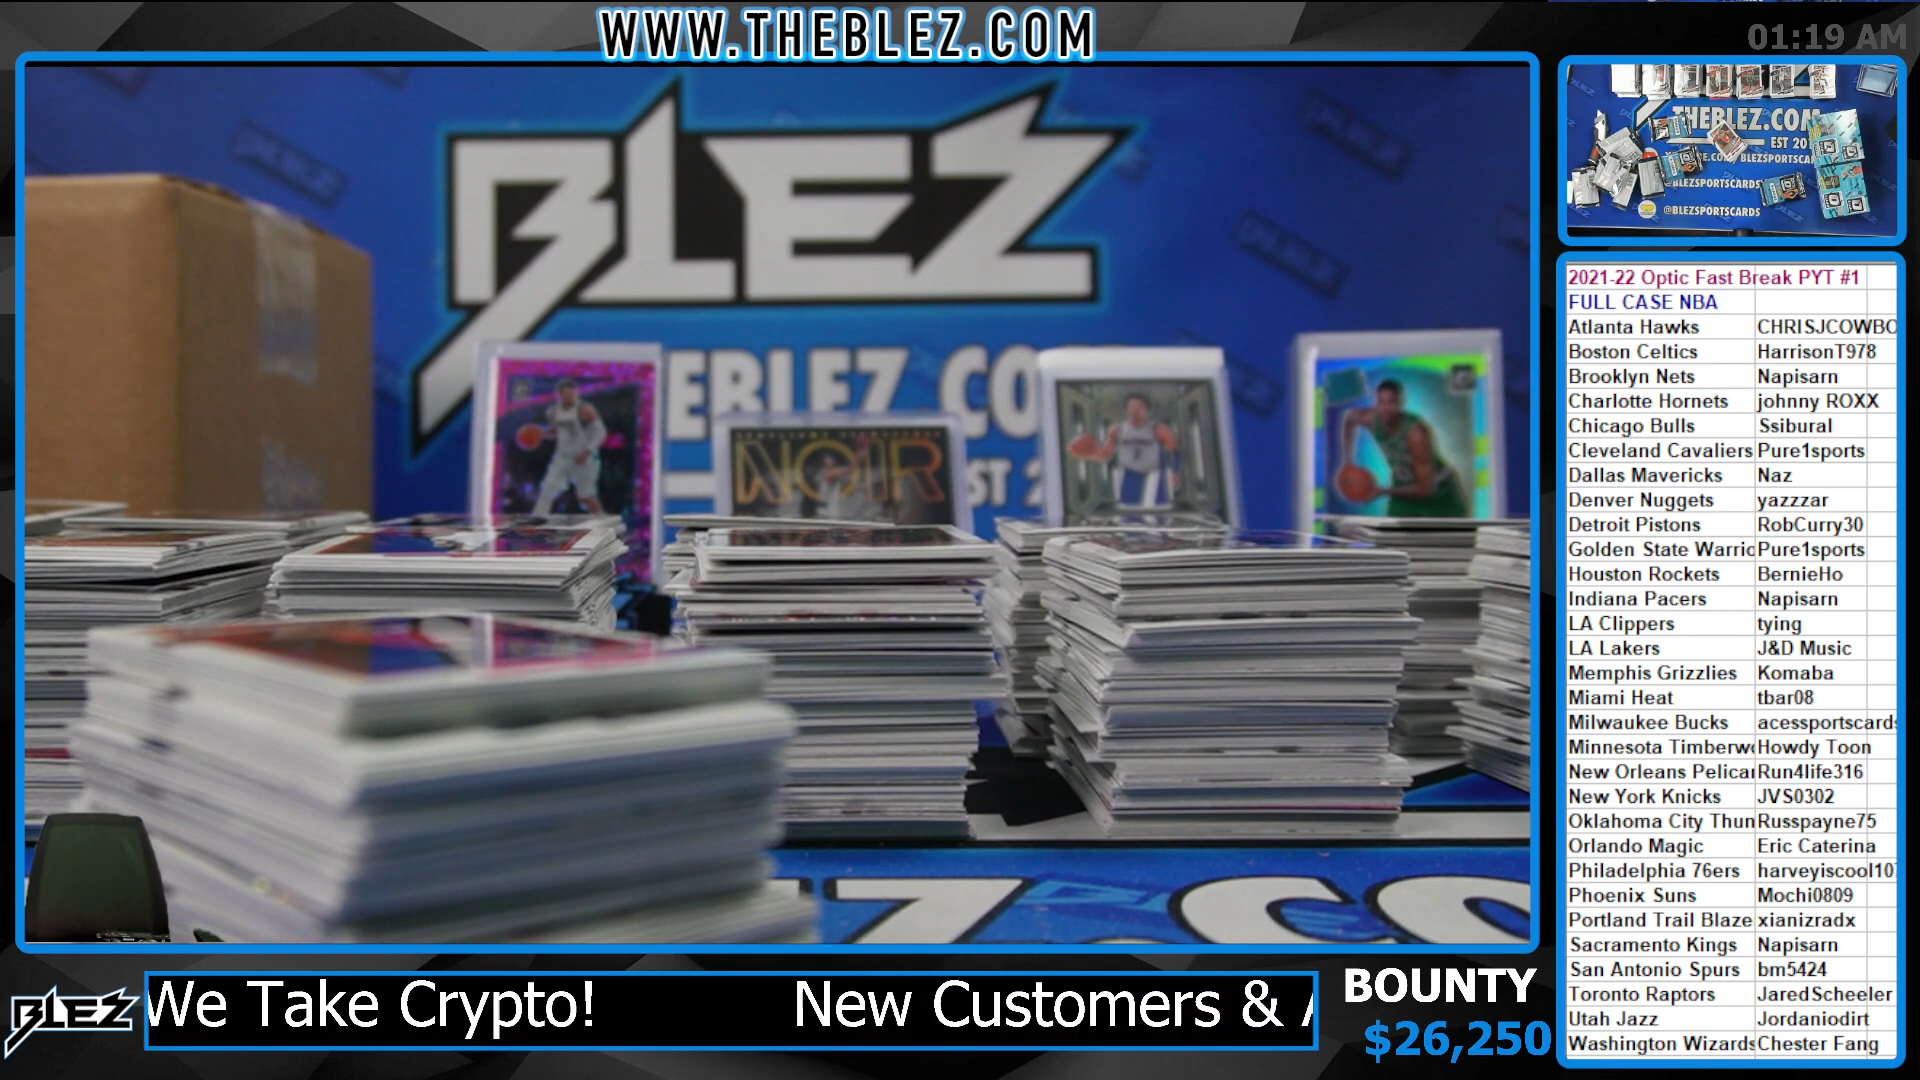 WWW.THEBLEZ.COM
01:19 AM
BLEZ
NOIR
THEBLEZ.COM
@BLEZSPORTSCARDS
@BLEZSPORTSCARDS
2021-22 Optic Fast Break PYT #1
FULL CASE NBA
Atlanta Hawks CHRISJCOWBO
Boston Celtics HarrisonT978
Brooklyn Nets Napisarn
Charlotte Hornets johnny ROXX
Chicago Bulls Ssibural
Cleveland Cavaliers Pure1sports
Dallas Mavericks Naz
Denver Nuggets yazzzar
Detroit Pistons RobCurry30
Golden State Warric Pure1sports
Houston Rockets BernieHo
Indiana Pacers Napisarn
LA Clippers tying
LA Lakers J&D Music
Memphis Grizzlies Komaba
Miami Heat tbar08
Milwaukee Bucks acessportscards
Minnesota Timberwo Howdy Toon
New Orleans Pelican Run4life316
New York Knicks JVS0302
Oklahoma City Thun Russpayne75
Orlando Magic Eric Caterina
Philadelphia 76ers harveyiscool10
Phoenix Suns Mochi0809
Portland Trail Blaze xianizradx
Sacramento Kings Napisarn
San Antonio Spurs bm5424
Toronto Raptors JaredScheeler
Utah Jazz Jordaniodirt
Washington Wizards Chester Fang
BLEZ
We Take Crypto! New Customers &
BOUNTY
$26,250